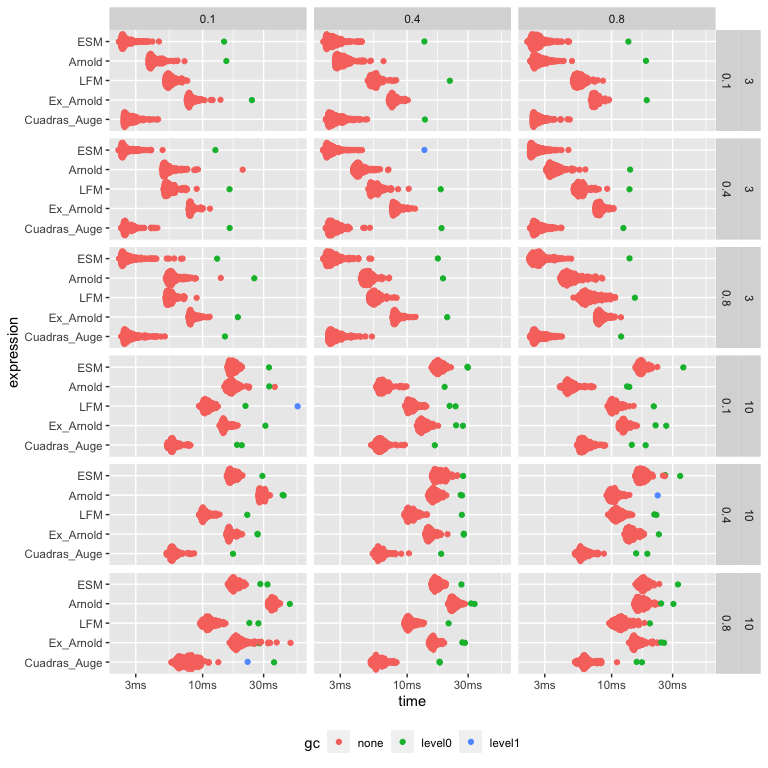 0.1 0.4 0.8
ESM
Arnold
LFM
Ex_Arnold
Cuadras_Auge
0.1 3
ESM
Arnold
LFM
Ex_Arnold
Cuadras_Auge
0.4 3
ESM
Arnold
LFM
Ex_Arnold
Cuadras_Auge
0.8 3
ESM
Arnold
LFM
Ex_Arnold
Cuadras_Auge
0.1 10
ESM
Arnold
LFM
Ex_Arnold
Cuadras_Auge
0.4 10
ESM
Arnold
LFM
Ex_Arnold
Cuadras_Auge
0.8 10
expression
3ms 10ms 30ms 3ms 10ms 30ms 3ms 10ms 30ms
time
gc none level0 level1